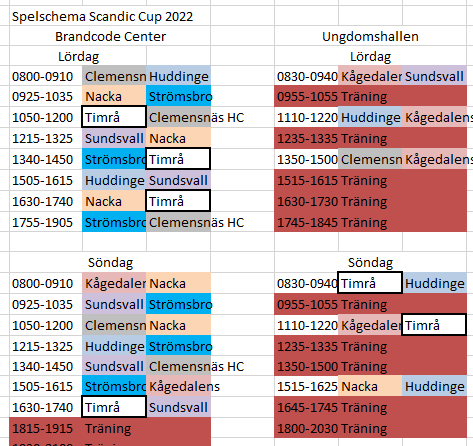 Spelschema Scandic Cup 2022
Brandcode Center Ungdomshallen
Lördag Lördag
0800-0910 Clemensn Huddinge 0830-0940 Kågedaler Sundsvall
0925-1035 Nacka Strömsbro 0955-1055 Träning
1050-1200 Timrå Clemensnäs HC 1110-1220 Huddinge Kågedalens
1215-1325 Sundsvall Nacka 1235-1335 Träning
1340-1450 Strömsbro Timrå 1350-1500 Clemensn Kågedalens
1505-1615 Huddinge Sundsvall 1515-1615 Träning
1630-1740 Nacka Timrå 1630-1730 Träning
1755-1905 Strömsbro Clemensnäs HC 1745-1845 Träning
Söndag Söndag
0800-0910 Kågedaler Nacka 0830-0940 Timrå Huddinge
0925-1035 Sundsvall Strömsbro 0955-1055 Träning
1050-1200 Clemensn Nacka 1110-1220 Kågedaler Timrå
1215-1325 Huddinge Strömsbro 1235-1335 Träning
1340-1450 Sundsvall Clemensnäs HC 1350-1500 Träning
1505-1615 Strömsbro Kågedalens 1515-1625 Nacka Huddinge
1630-1740 Timrå Sundsvall 1645-1745 Träning
1815-1915 Träning 1800-2030 Träning